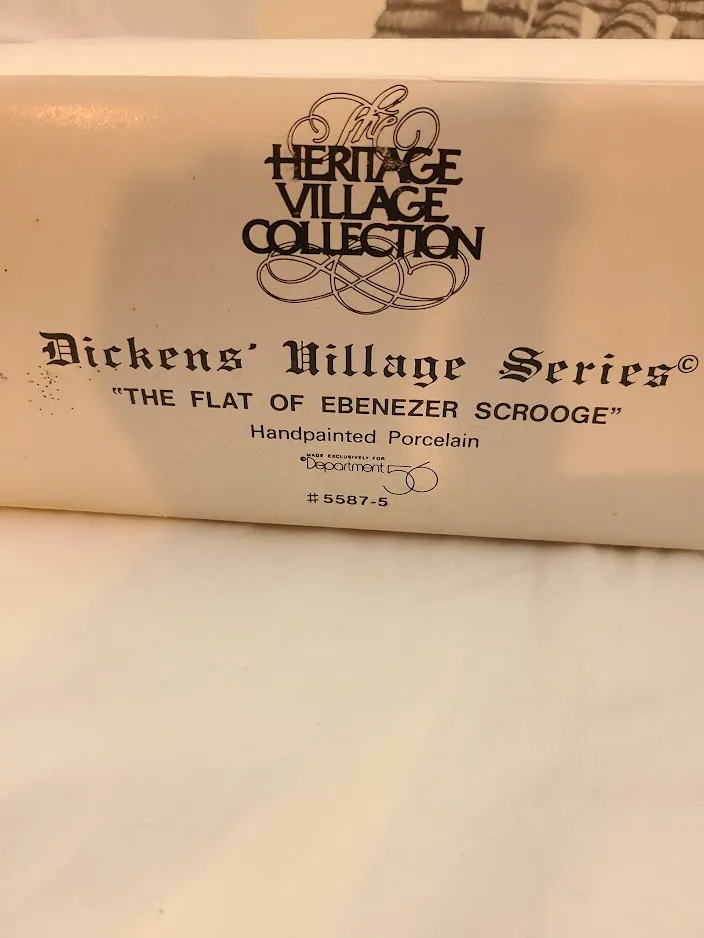 The
HERITAGE
VILLAGE
COLLECTION
Dickens' Village Series©
"THE FLAT OF EBENEZER SCROOGE"
Handpainted Porcelain
MADE EXCLUSIVELY FOR
©Department 56
#5587-5